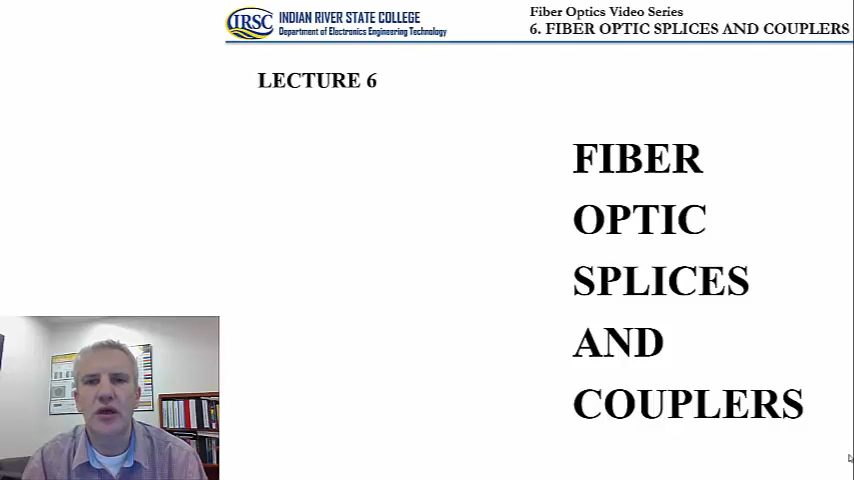 IRSC
INDIAN RIVER STATE COLLEGE
Department of Electronics Engineering Technology
Fiber Optics Video Series
6. FIBER OPTIC SPLICES AND COUPLERS
LECTURE 6
FIBER
OPTIC
SPLICES
AND
COUPLERS